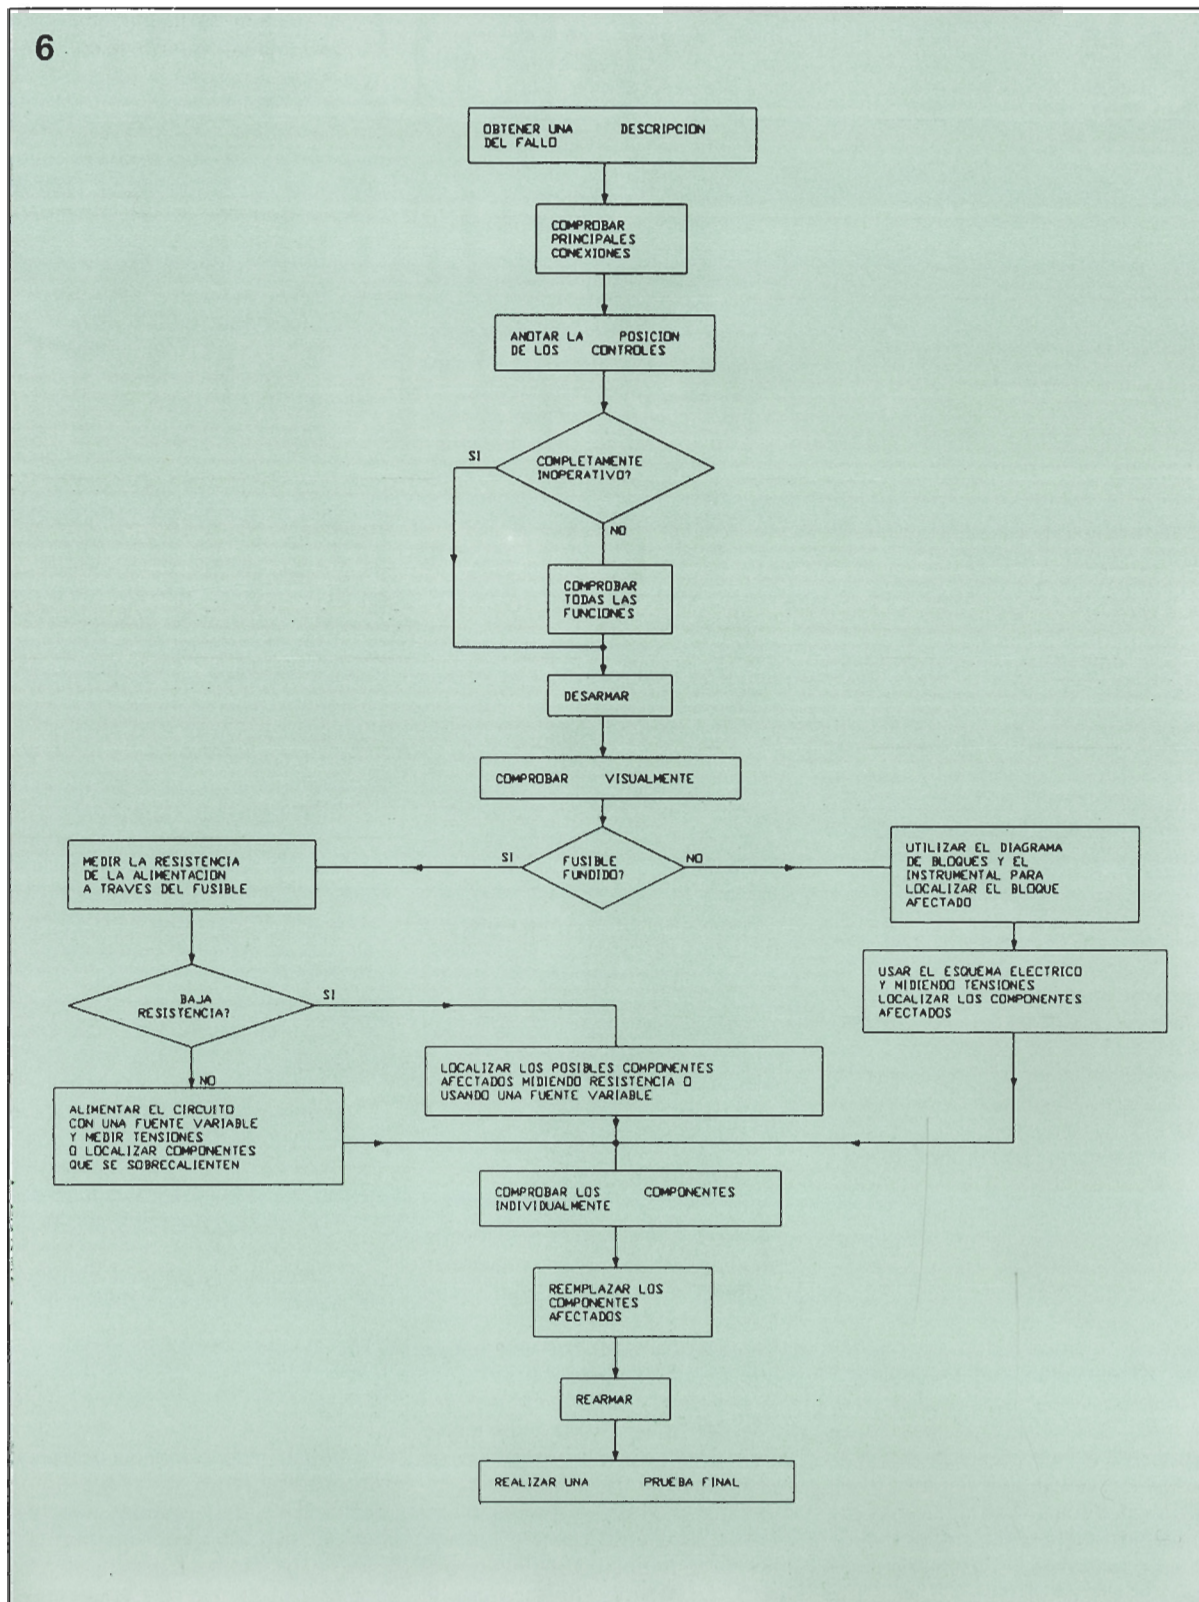 6
OBTENER UNA DESCRIPCION
DEL FALLO
COMPROBAR
PRINCIPALES
CONEXIONES
ANOTAR LA POSICION
DE LOS CONTROLES
COMPLETAMENTE
INOPERATIVO?
SI
NO
COMPROBAR
TODAS LAS
FUNCIONES
DESARMAR
COMPROBAR VISUALMENTE
FUSIBLE
FUNDIDO?
SI
NO
MEDIR LA RESISTENCIA
DE LA ALIMENTACION
A TRAVES DEL FUSIBLE
UTILIZAR EL DIAGRAMA
DE BLOQUES Y EL
INSTRUMENTAL PARA
LOCALIZAR EL BLOQUE
AFECTADO
BAJA
RESISTENCIA?
SI
NO
USAR EL ESQUEMA ELECTRICO
Y MIDIENDO TENSIONES
LOCALIZAR LOS COMPONENTES
AFECTADOS
LOCALIZAR LOS POSIBLES COMPONENTES
AFECTADOS MIDIENDO RESISTENCIA O
USANDO UNA FUENTE VARIABLE
ALIMENTAR EL CIRCUITO
CON UNA FUENTE VARIABLE
Y MEDIR TENSIONES
O LOCALIZAR COMPONENTES
QUE SE SOBRECALIENTEN
COMPROBAR LOS COMPONENTES
INDIVIDUALMENTE
REEMPLAZAR LOS
COMPONENTES
AFECTADOS
REARMAR
REALIZAR UNA PRUEBA FINAL